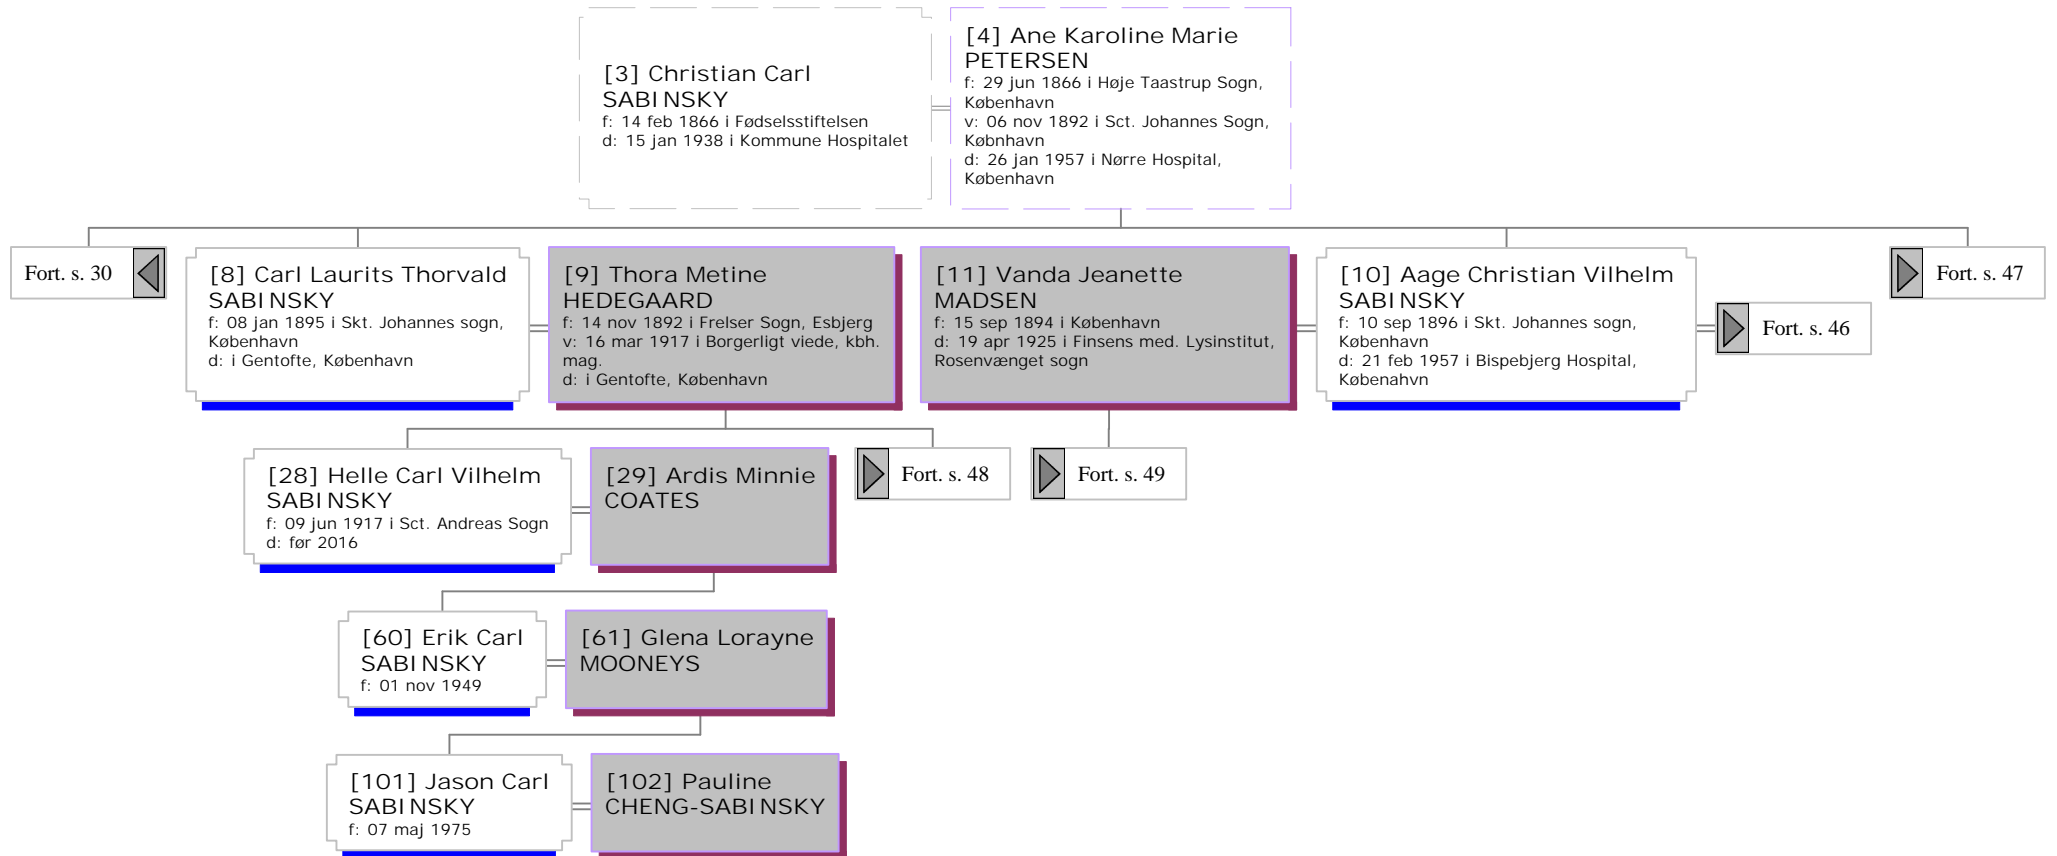 [3] Christian Carl
SABINSKY
f: 14 feb 1866 i Fødselsstiftelsen
d: 15 jan 1938 i Kommune Hospitalet
[4] Ane Karoline Marie
PETERSEN
f: 29 jun 1866 i Høje Taastrup Sogn,
København
v: 06 nov 1892 i Sct. Johannes Sogn,
Købnhavn
d: 26 jan 1957 i Nørre Hospital,
København
Fort. s. 30
[8] Carl Laurits Thorvald
SABINSKY
f: 08 jan 1895 i Skt. Johannes sogn,
København
d: i Gentofte, København
[9] Thora Metine
HEDEGAARD
f: 14 nov 1892 i Frelser Sogn, Esbjerg
v: 16 mar 1917 i Borgerligt viede, kbh.
mag.
d: i Gentofte, København
[11] Vanda Jeanette
MADSEN
f: 15 sep 1894 i København
d: 19 apr 1925 i Finsens med. Lysinstitut,
Rosenvænget sogn
[10] Aage Christian Vilhelm
SABINSKY
f: 10 sep 1896 i Skt. Johannes sogn,
København
d: 21 feb 1957 i Bispebjerg Hospital,
Købenahvn
Fort. s. 46
Fort. s. 47
[28] Helle Carl Vilhelm
SABINSKY
f: 09 jun 1917 i Sct. Andreas Sogn
d: før 2016
[29] Ardis Minnie
COATES
Fort. s. 48
Fort. s. 49
[60] Erik Carl
SABINSKY
f: 01 nov 1949
[61] Glena Lorayne
MOONEYS
[101] Jason Carl
SABINSKY
f: 07 maj 1975
[102] Pauline
CHENG-SABINSKY